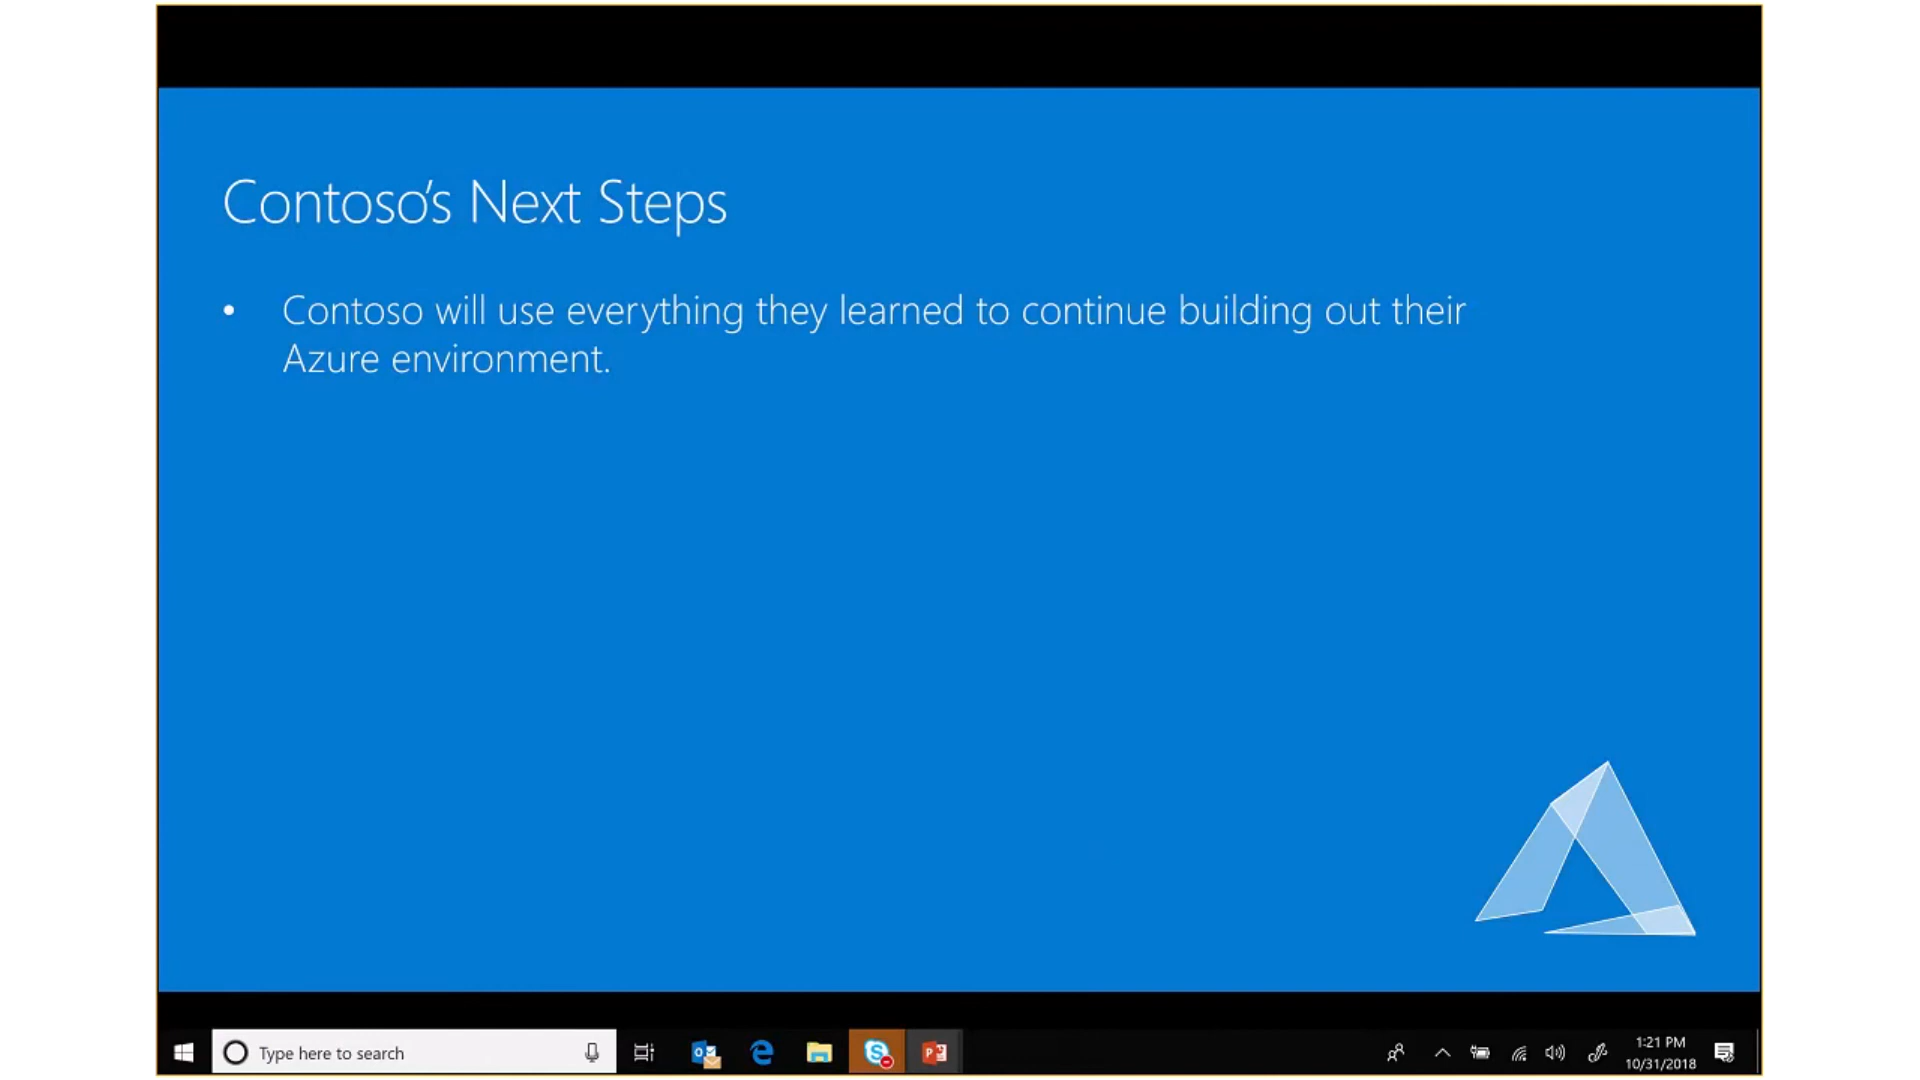 Contoso's Next Steps
• Contoso will use everything they learned to continue building out their
Azure environment.
Type here to search
1:21 PM
10/31/2018